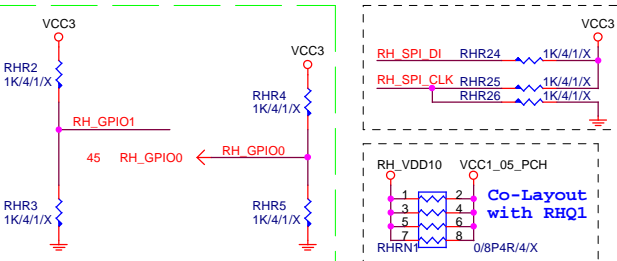 VCC3
RHR2
1K/4/1/X
RH_GPIO1
RHR3
1K/4/1/X
VCC3
RHR4
1K/4/1/X
45 RH_GPIO0
RH_GPIO0
RHR5
1K/4/1/X
VCC3
RH_SPI_DI RHR24 1K/4/1/X
RH_SPI_CLK RHR25 1K/4/1/X
RHR26 1K/4/1/X
RH_VDD10 VCC1_05_PCH
1 2
3 4
5 6
7 8
Co-Layout
with RHQ1
RHRN1 0/8P4R/4/X